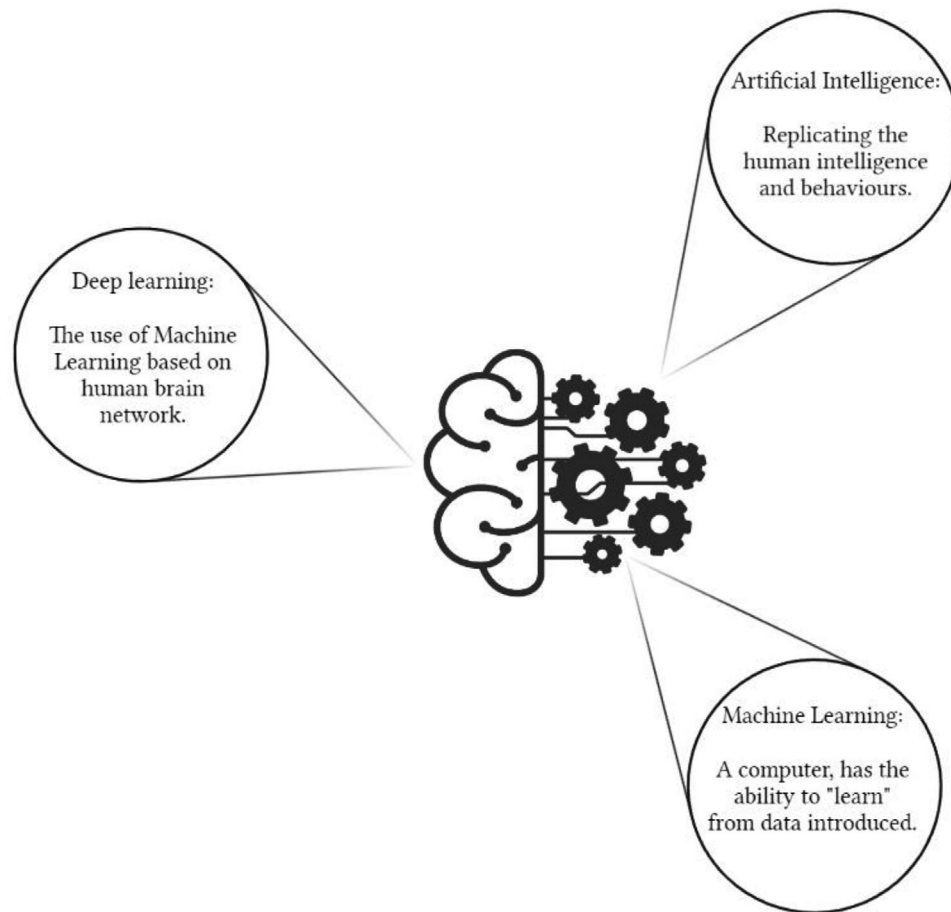 Artificial Intelligence:
Replicating the
human intelligence
and behaviours.
Deep learning:
The use of Machine
Learning based on
human brain
network.
Machine Learning:
A computer, has the
ability to "learn"
from data introduced.